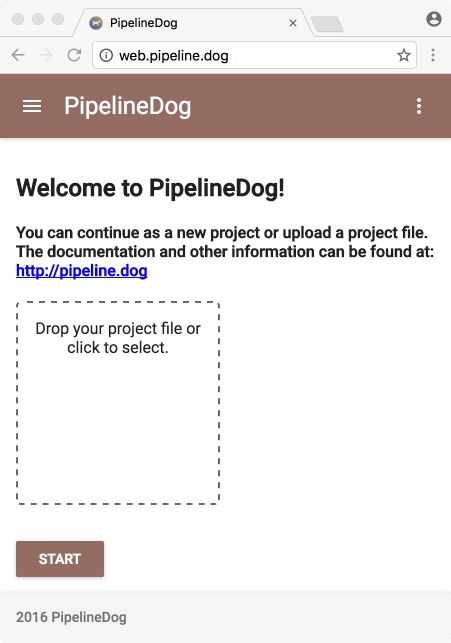 PipelineDog
web.pipeline.dog
PipelineDog
Welcome to PipelineDog!
You can continue as a new project or upload a project file.
The documentation and other information can be found at:
http://pipeline.dog
Drop your project file or
click to select.
START
2016 PipelineDog